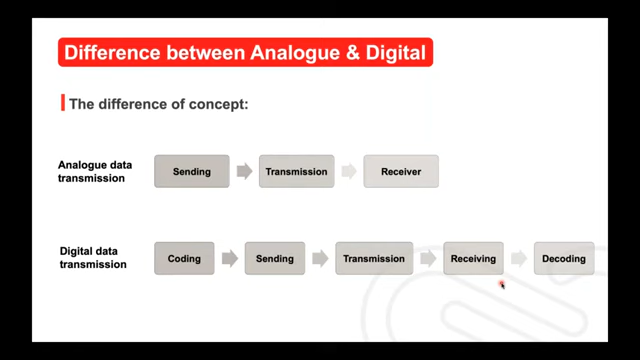 Difference between Analogue & Digital
The difference of concept:
Analogue data
transmission
Sending
Transmission
Receiver
Digital data
transmission
Coding
Sending
Transmission
Receiving
Decoding